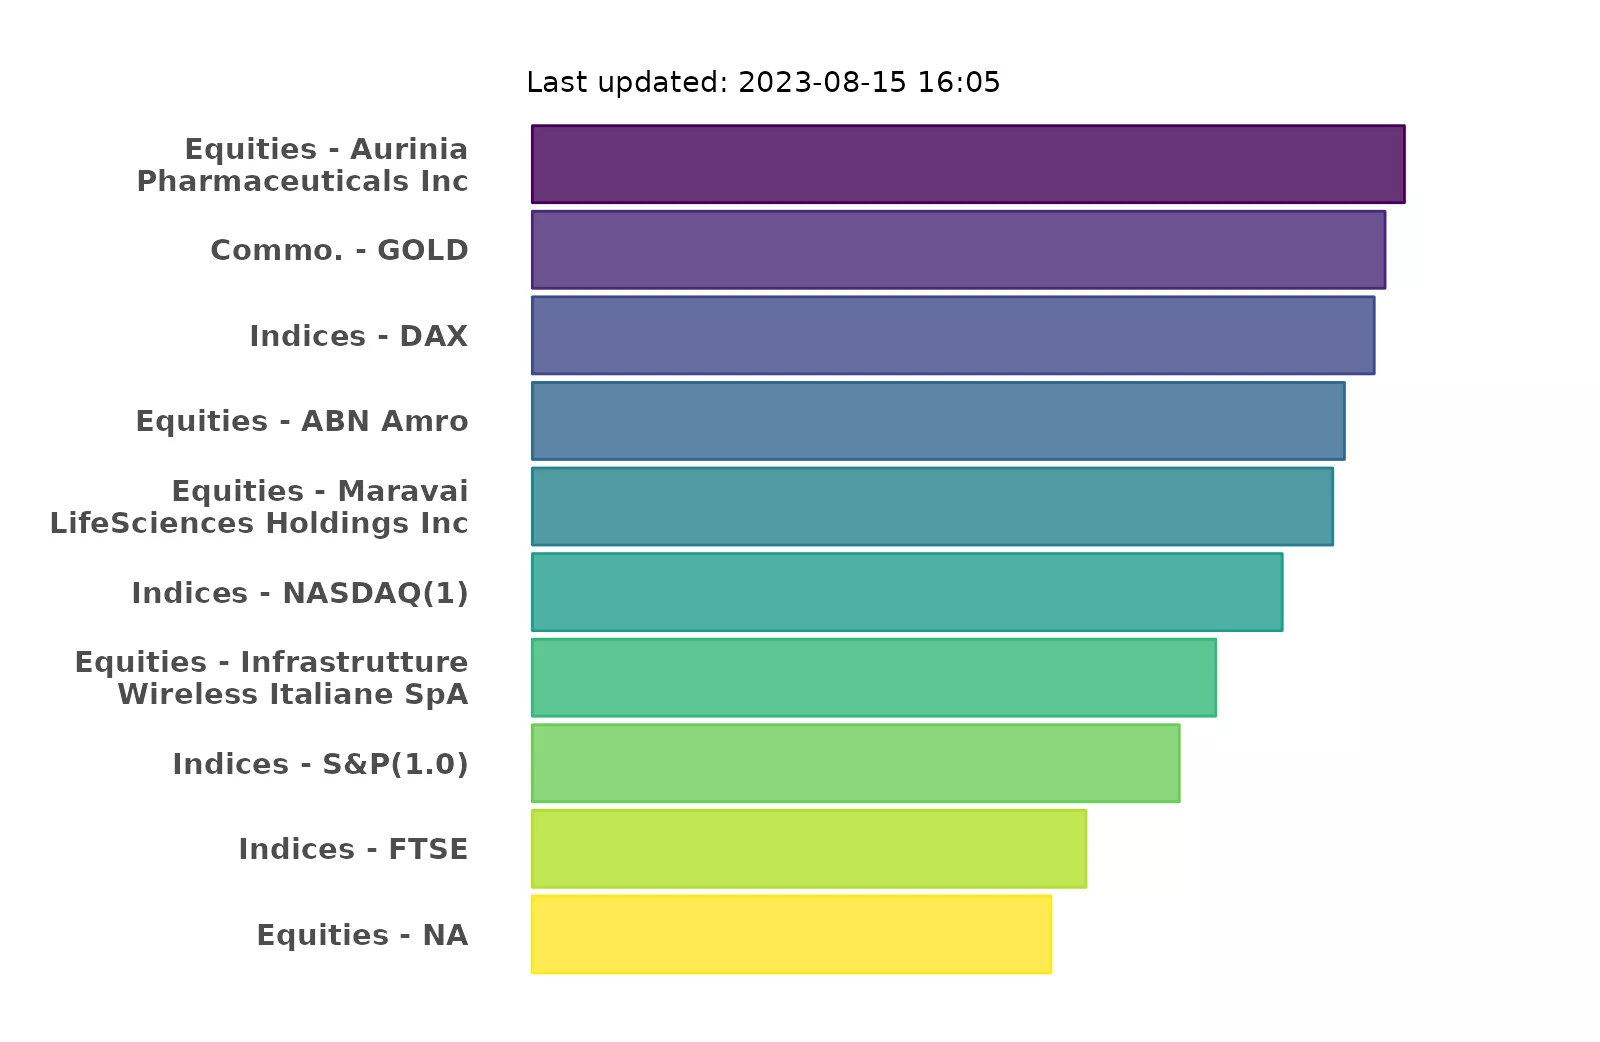 Last updated: 2023-08-15 16:05
Equities - Aurinia
Pharmaceuticals Inc
Commo. - GOLD
Indices - DAX
Equities - ABN Amro
Equities - Maravai
LifeSciences Holdings Inc
Indices - NASDAQ(1)
Equities - Infrastrutture
Wireless Italiane SpA
Indices - S&P(1.0)
Indices - FTSE
Equities - NA